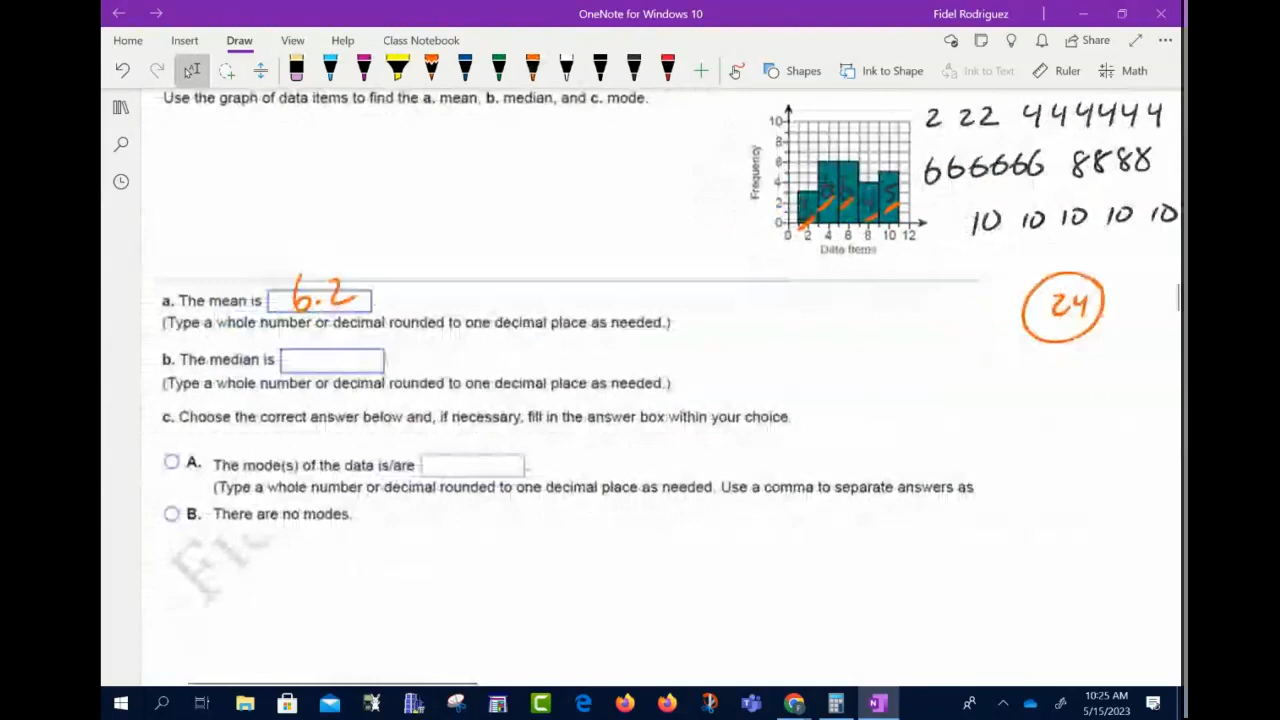 OneNote for Windows 10
Fidel Rodriguez
Home Insert Draw View Help Class Notebook
Share
Shapes Ink to Shape Ink to Text Ruler Math
Use the graph of data items to find the a. mean, b. median, and c. mode.
2 22 444444
666666 8888
10 10 10 10 10
10
8
6
4
2
0
Frequency
0 2 4 6 8 10 12
Data Items
3 6 6 4 5
24
a. The mean is 6.2
(Type a whole number or decimal rounded to one decimal place as needed.)
b. The median is
(Type a whole number or decimal rounded to one decimal place as needed.)
c. Choose the correct answer below and, if necessary, fill in the answer box within your choice.
A. The mode(s) of the data is/are .
(Type a whole number or decimal rounded to one decimal place as needed. Use a comma to separate answers as
B. There are no modes.
10:25 AM
5/15/2023